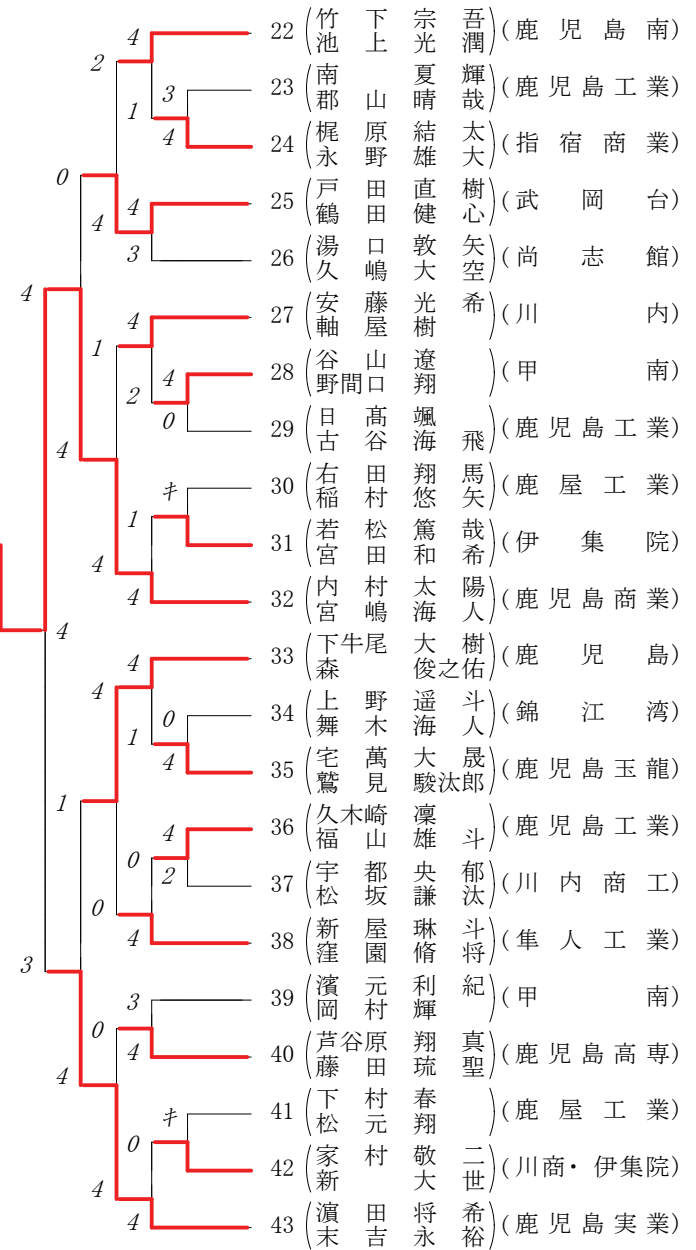 4
22 (竹下宗吾 池上光潤) (鹿児島南)
2
3
23 (南夏輝 郡山晴哉) (鹿児島工業)
1
4
24 (梶原結太 永野雄大) (指宿商業)
0
4
25 (戸田直樹 鶴田健心) (武岡台)
4
3
26 (湯口敦矢 久嶋大空) (尚志館)
4
4
27 (安藤光希 軸屋樹) (川内)
1
4
28 (谷山遼 野間口翔) (甲南)
2
0
29 (日髙颯 古谷海飛) (鹿児島工業)
4
キ
30 (右田翔馬 稲村悠矢) (鹿屋工業)
1
31 (若松篤哉 宮田和希) (伊集院)
4
4
32 (内村太陽 宮嶋海人) (鹿児島商業)
4
4
33 (下牛尾大樹 森俊之佑) (鹿児島)
4
0
34 (上野遥斗 舞木海人) (錦江湾)
1
4
35 (宅萬大晟 鷲見駿汰郎) (鹿児島玉龍)
1
4
36 (久木崎凜 福山雄斗) (鹿児島工業)
0
2
37 (宇都央郁 松坂謙汰) (川内商工)
0
4
38 (新屋琳斗 窪園脩将) (隼人工業)
3
3
39 (濱元利紀 岡村輝) (甲南)
0
4
40 (芦谷原翔真 藤田琉聖) (鹿児島高専)
4
キ
41 (下村春 松元翔) (鹿屋工業)
0
42 (家村敬二 新大世) (川商・伊集院)
4
4
43 (濵田将希 末吉永裕) (鹿児島実業)